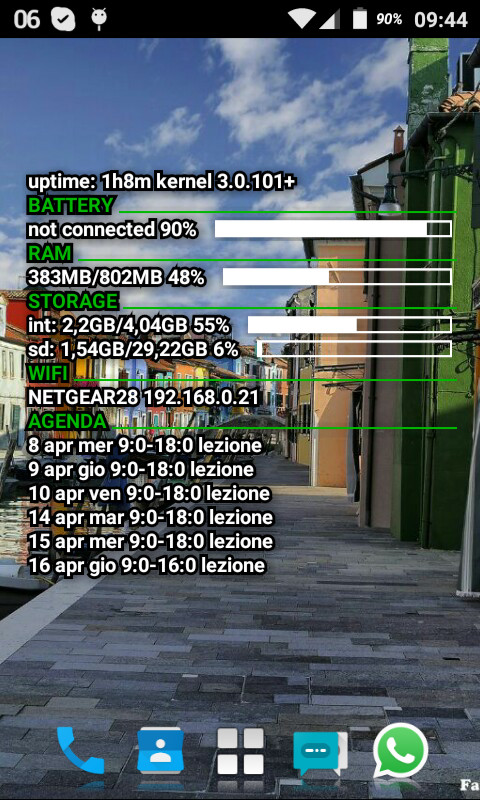 06 90% 09:44
uptime: 1h8m kernel 3.0.101+
BATTERY
not connected 90%
RAM
383MB/802MB 48%
STORAGE
int: 2,2GB/4,04GB 55%
sd: 1,54GB/29,22GB 6%
WIFI
NETGEAR28 192.168.0.21
AGENDA
8 apr mer 9:0-18:0 lezione
9 apr gio 9:0-18:0 lezione
10 apr ven 9:0-18:0 lezione
14 apr mar 9:0-18:0 lezione
15 apr mer 9:0-18:0 lezione
16 apr gio 9:0-16:0 lezione
Fa